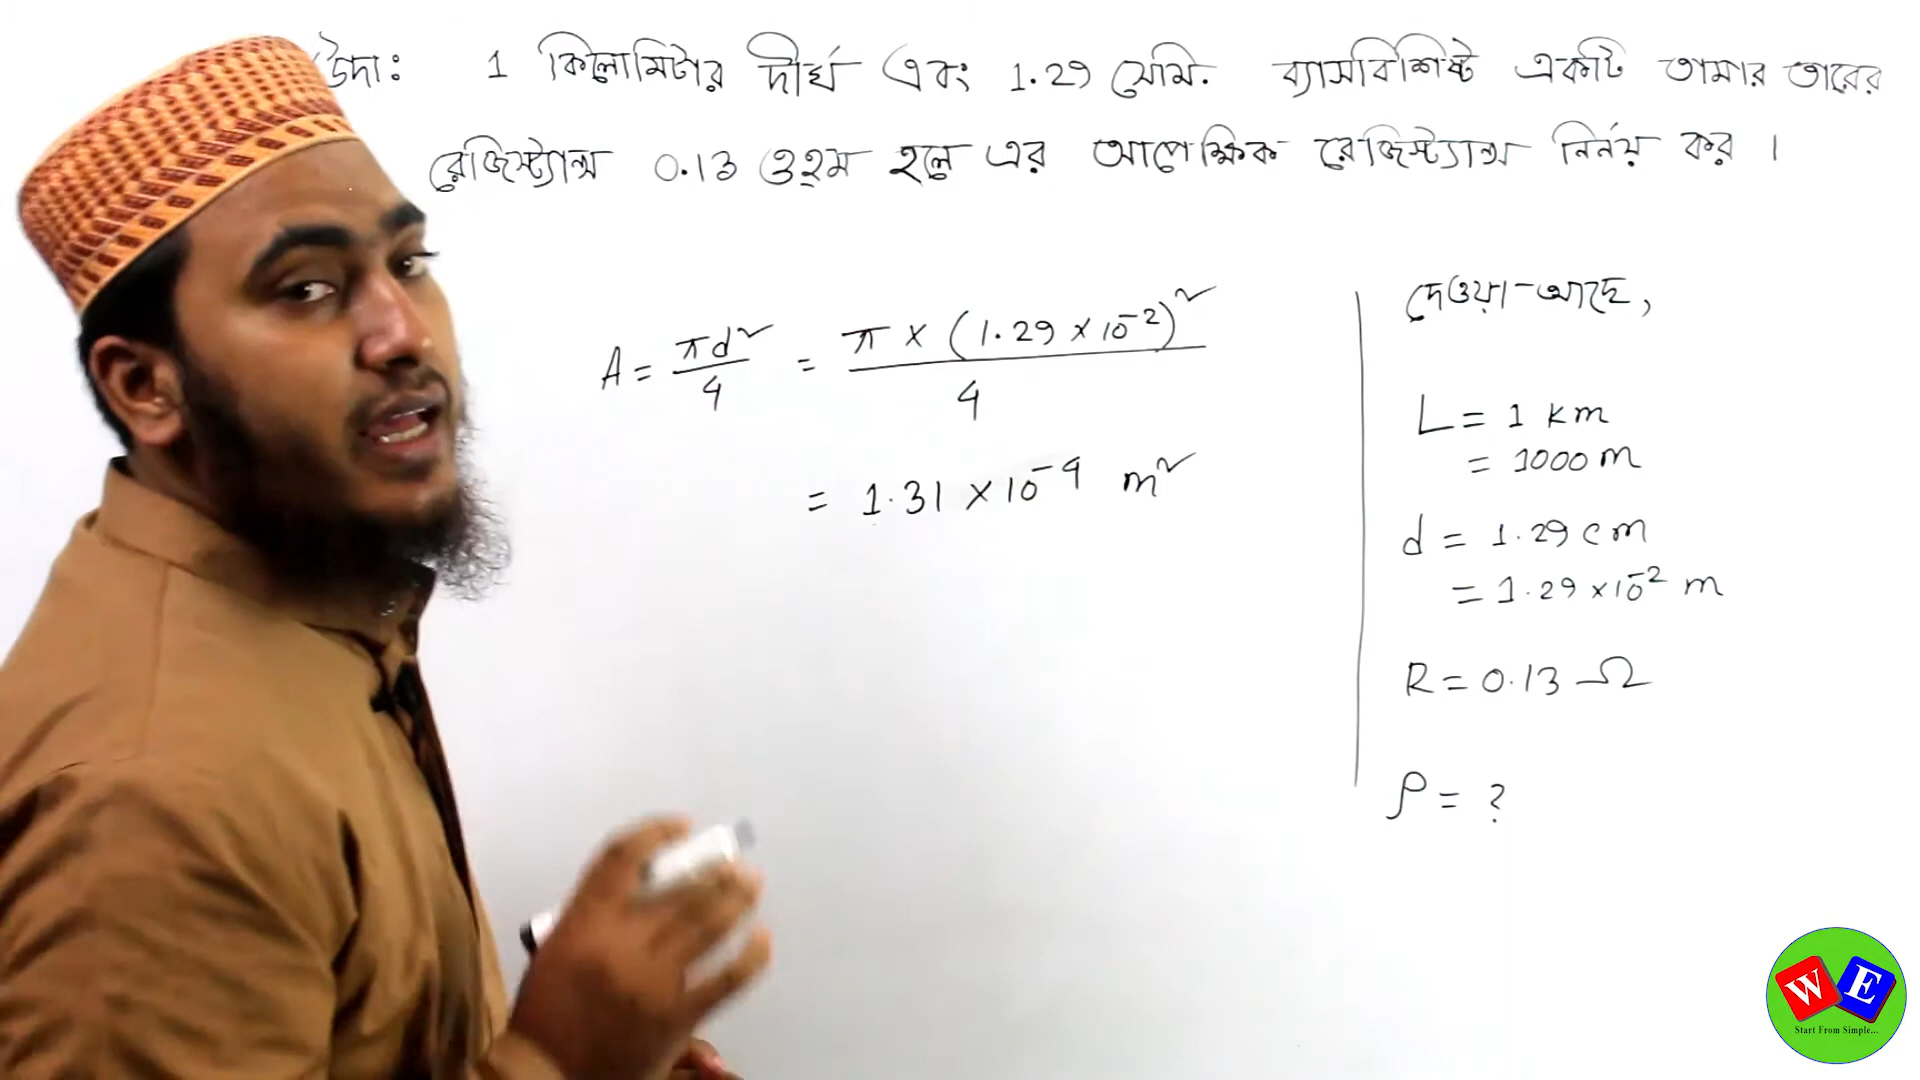 উদাঃ 1 কিলোমিটার দীর্ঘ এবং 1.29 সেমি. ব্যাসবিশিষ্ট একটি তামার তারের
রেজিস্ট্যান্স 0.13 ওহম হলে এর আপেক্ষিক রেজিস্ট্যান্স নির্নয় কর ।
A = πd²/4 = π × (1.29 × 10⁻²)²/4
= 1.31 × 10⁻⁴ m²
দেওয়া-আছে,
L = 1 km
= 1000 m
d = 1.29 cm
= 1.29 × 10⁻² m
R = 0.13 Ω
ρ = ?
W E
Start From Simple...